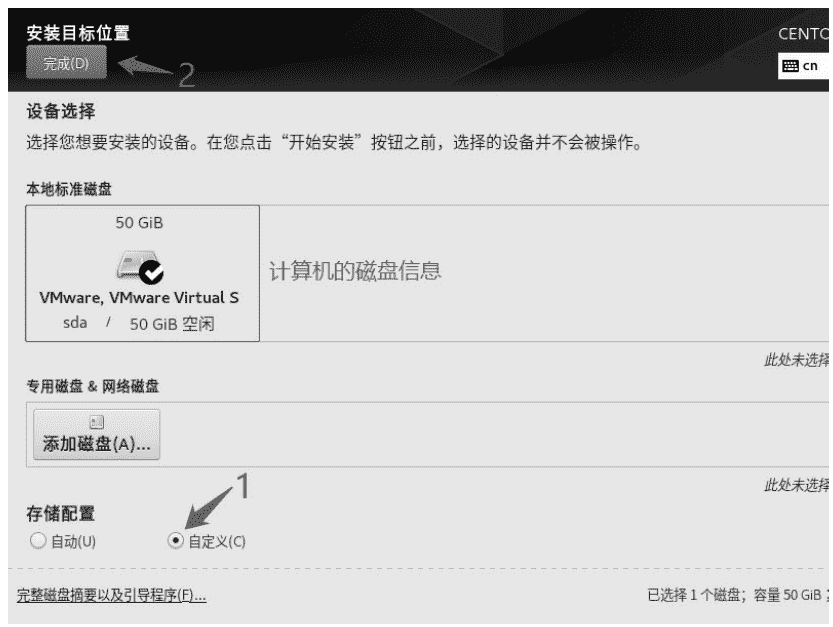 安装目标位置
CENTO
完成(D)
2
cn
设备选择
选择您想要安装的设备。在您点击“开始安装”按钮之前，选择的设备并不会被操作。
本地标准磁盘
50 GiB
计算机的磁盘信息
VMware, VMware Virtual S
sda / 50 GiB 空闲
此处未选择
专用磁盘 & 网络磁盘
添加磁盘(A)...
此处未选择
1
存储配置
自动(U) 自定义(C)
完整磁盘摘要以及引导程序(F)...
已选择 1 个磁盘；容量 50 GiB；